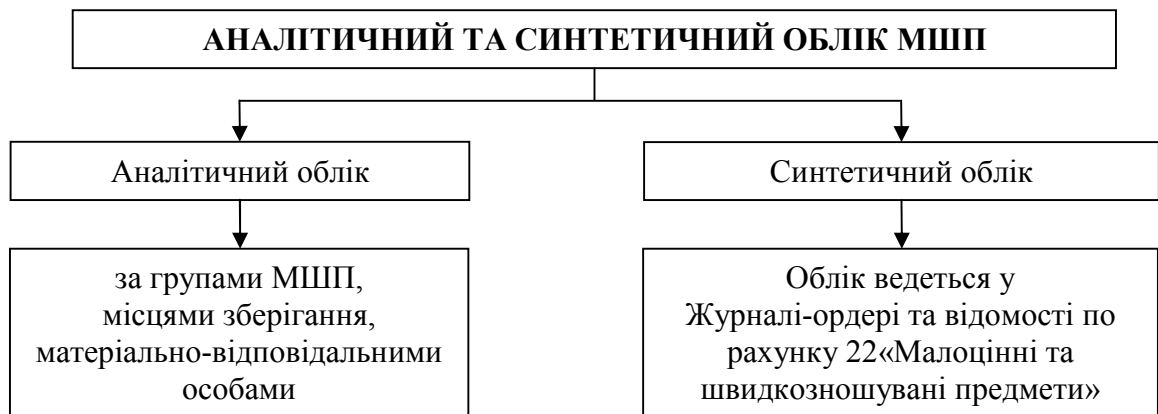 АНАЛІТИЧНИЙ ТА СИНТЕТИЧНИЙ ОБЛІК МШП
Аналітичний облік
Синтетичний облік
за групами МШП,
місцями зберігання,
матеріально-відповідальними
особами
Облік ведеться у
Журналі-ордері та відомості по
рахунку 22«Малоцінні та
швидкозношувані предмети»